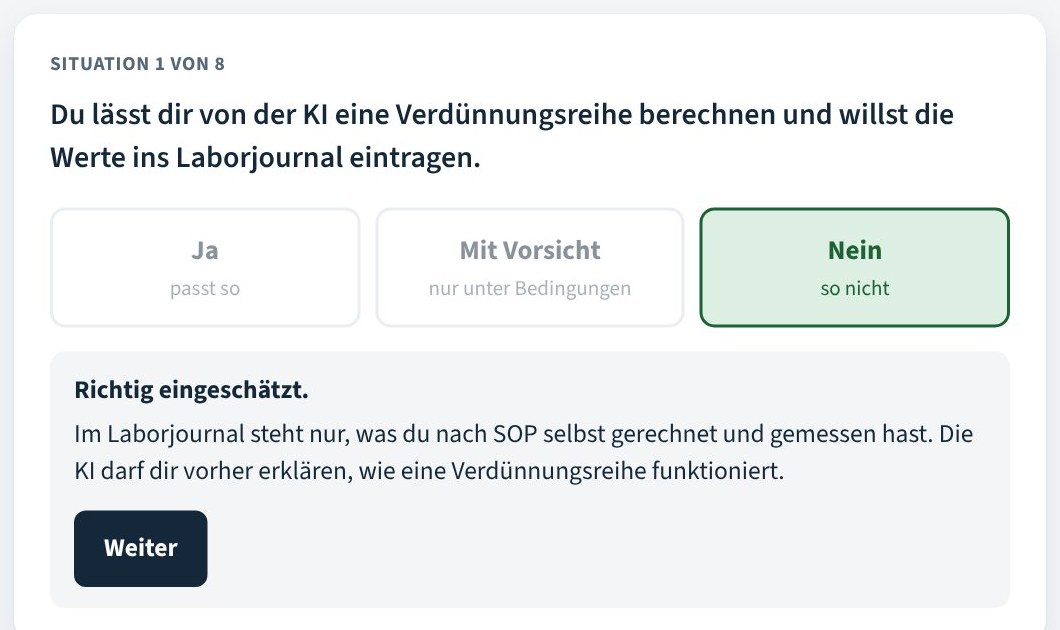 SITUATION 1 VON 8
Du lässt dir von der KI eine Verdünnungsreihe berechnen und willst die
Werte ins Laborjournal eintragen.
Ja
passt so
Mit Vorsicht
nur unter Bedingungen
Nein
so nicht
Richtig eingeschätzt.
Im Laborjournal steht nur, was du nach SOP selbst gerechnet und gemessen hast. Die
KI darf dir vorher erklären, wie eine Verdünnungsreihe funktioniert.
Weiter